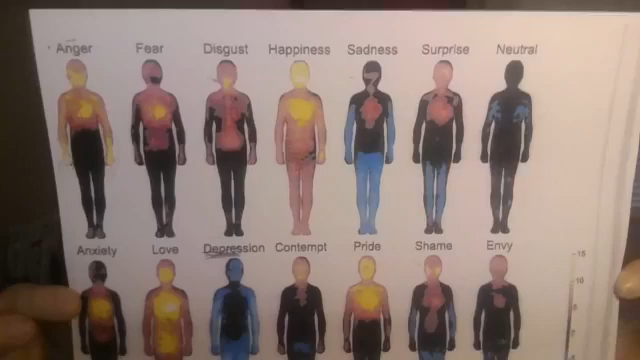 Anger Fear Disgust Happiness Sadness Surprise Neutral
Anxiety Love Depression Contempt Pride Shame Envy
15
10
5